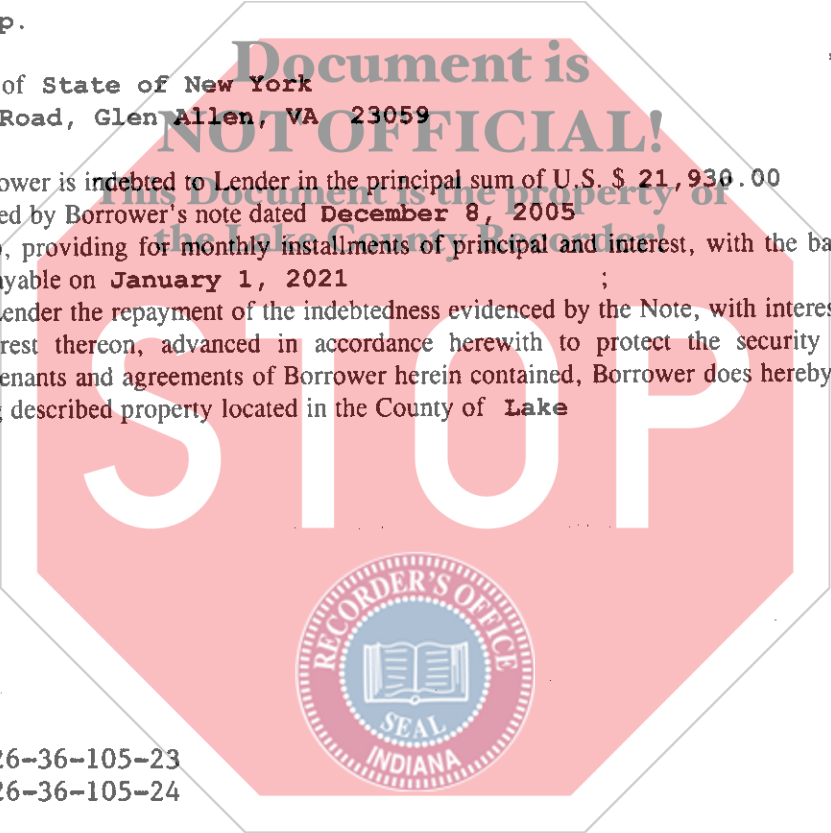 p.
Document is
of State of New York
NOT OFFICIAL!
Road, Glen Allen, VA 23059
ower is indebted to Lender in the principal sum of U.S. $ 21,930.00
This Document is the property of
ed by Borrower's note dated December 8, 2005
the Lake County Recorder!
, providing for monthly installments of principal and interest, with the ba
yable on January 1, 2021 ;
ender the repayment of the indebtedness evidenced by the Note, with interes
rest thereon, advanced in accordance herewith to protect the security
enants and agreements of Borrower herein contained, Borrower does hereby
described property located in the County of Lake
STOP
RECORDER'S OFFICE
SEAL
INDIANA
26-36-105-23
26-36-105-24